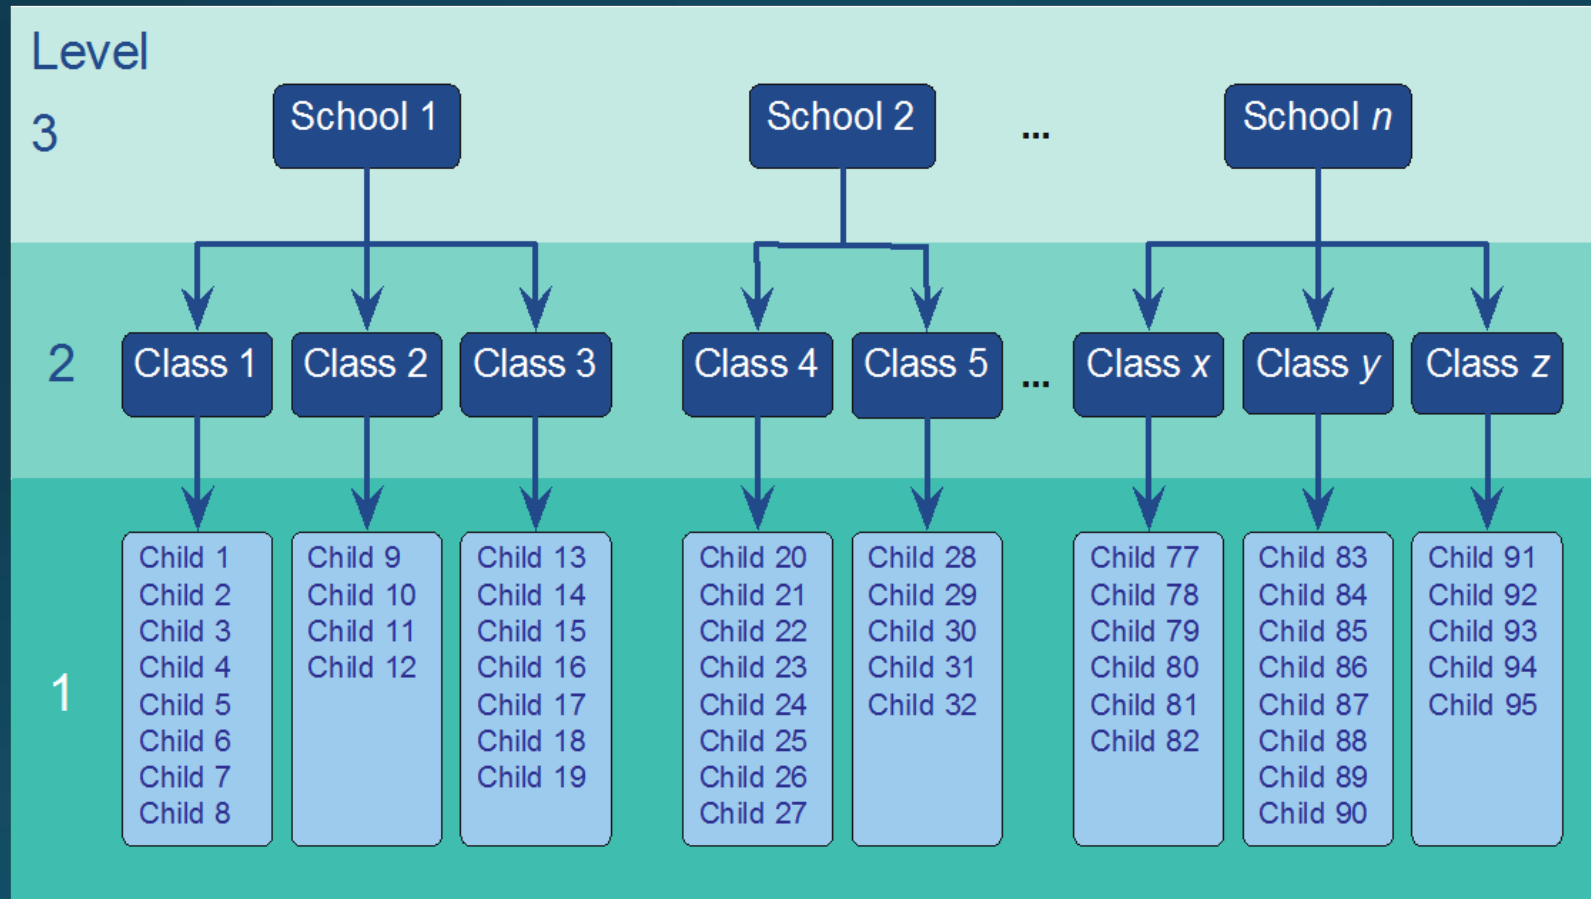 Level
3
School 1
School 2
...
School n
2
Class 1
Class 2
Class 3
Class 4
Class 5
...
Class x
Class y
Class z
1
Child 1
Child 2
Child 3
Child 4
Child 5
Child 6
Child 7
Child 8
Child 9
Child 10
Child 11
Child 12
Child 13
Child 14
Child 15
Child 16
Child 17
Child 18
Child 19
Child 20
Child 21
Child 22
Child 23
Child 24
Child 25
Child 26
Child 27
Child 28
Child 29
Child 30
Child 31
Child 32
Child 77
Child 78
Child 79
Child 80
Child 81
Child 82
Child 83
Child 84
Child 85
Child 86
Child 87
Child 88
Child 89
Child 90
Child 91
Child 92
Child 93
Child 94
Child 95